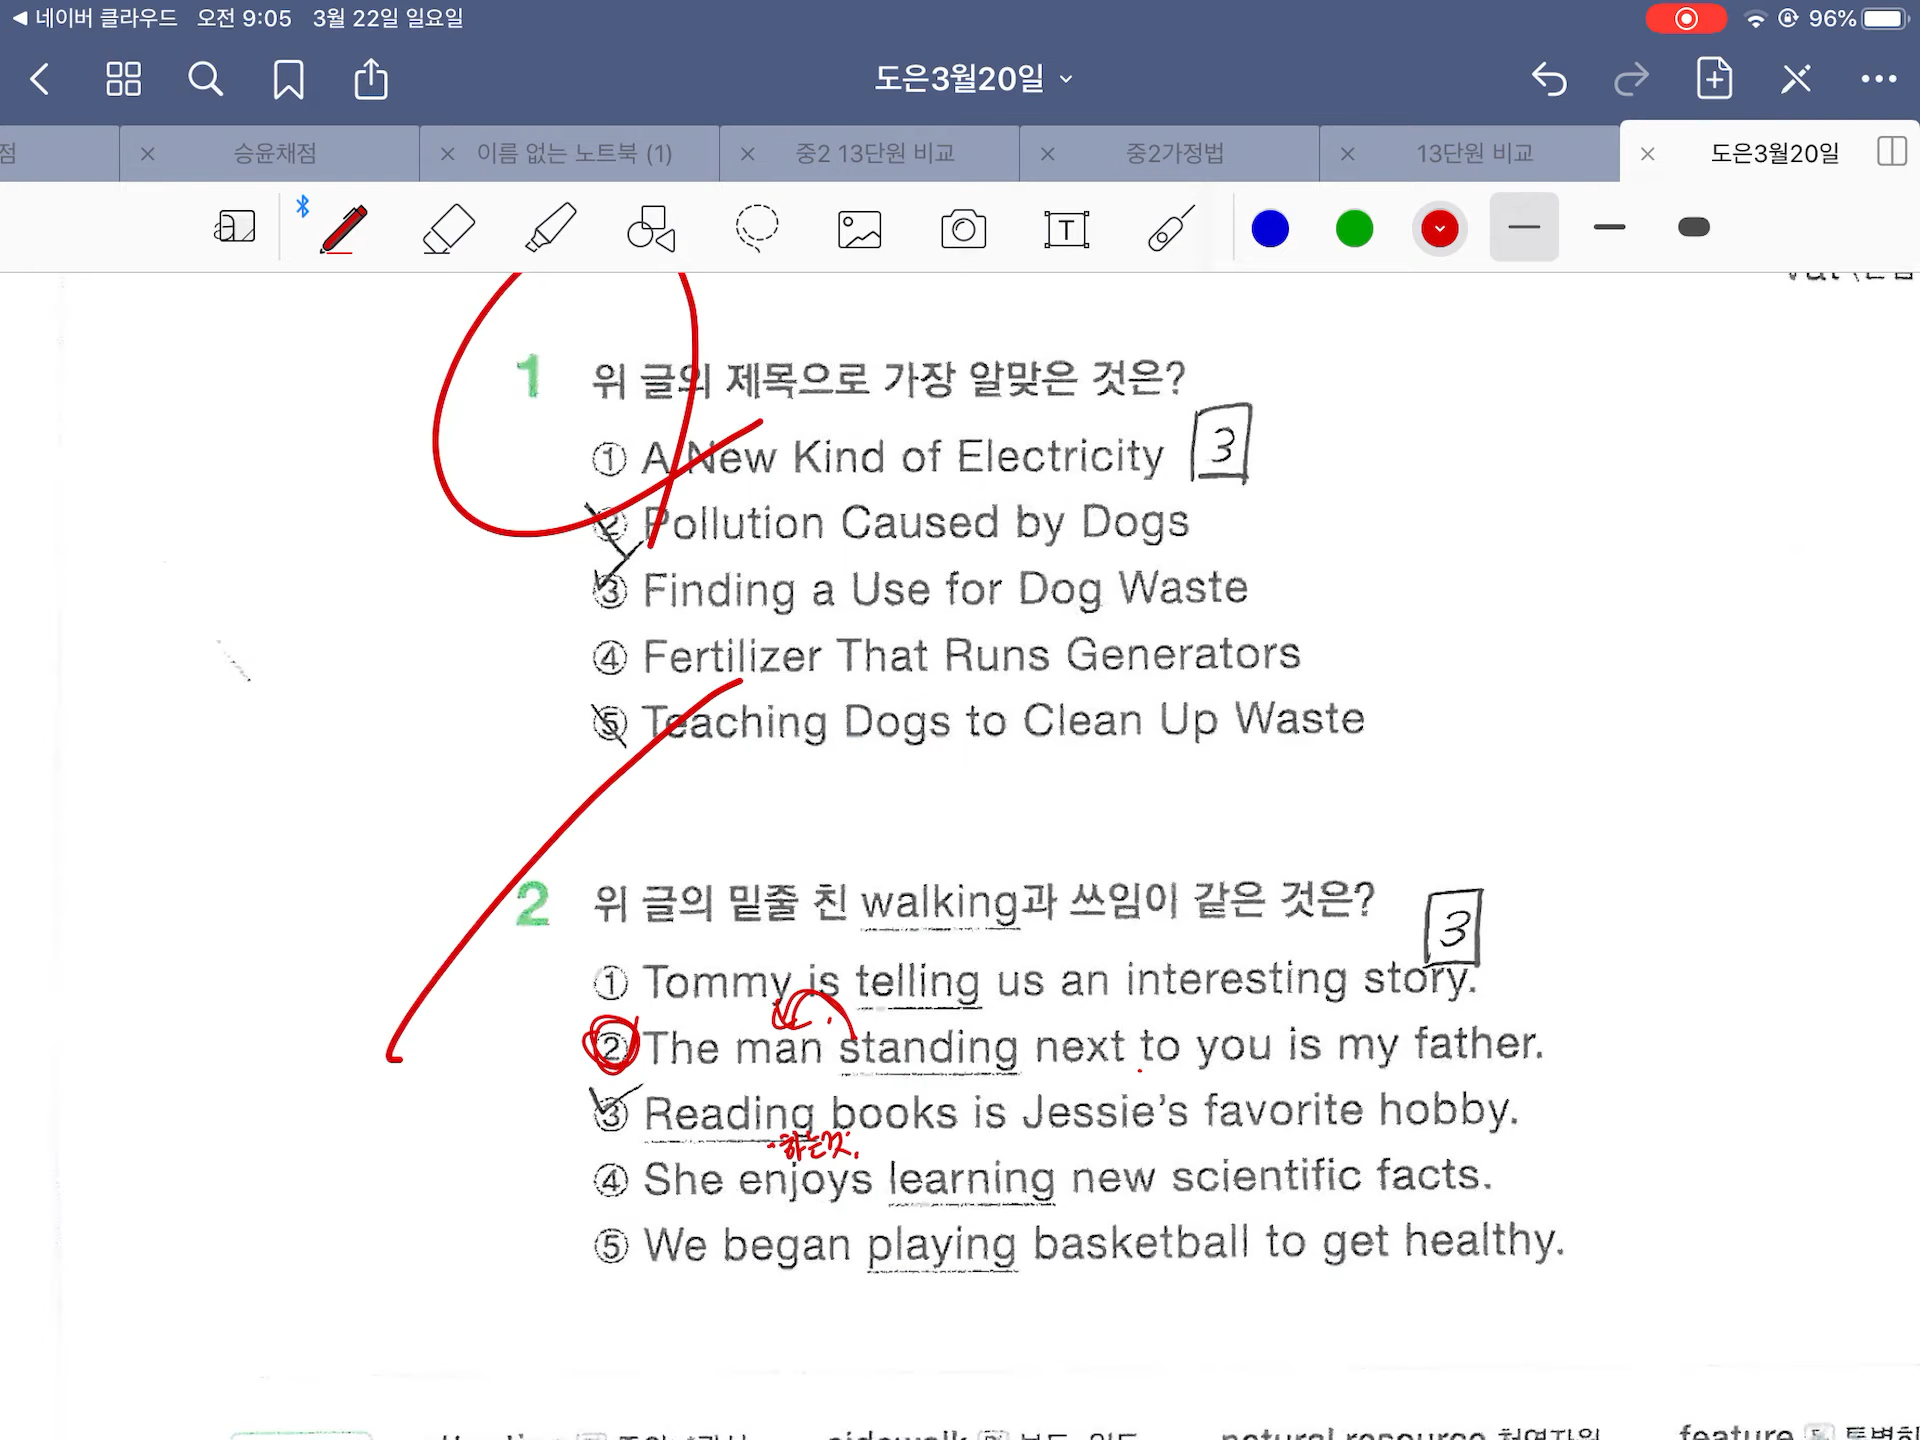 ◀ 네이버 클라우드 오전 9:05 3월 22일 일요일 96%
도은3월20일
점 승윤채점 이름 없는 노트북 (1) 중2 13단원 비교 중2가정법 13단원 비교 도은3월20일
1 위 글의 제목으로 가장 알맞은 것은?
① A New Kind of Electricity 3
② Pollution Caused by Dogs
③ Finding a Use for Dog Waste
④ Fertilizer That Runs Generators
⑤ Teaching Dogs to Clean Up Waste
2 위 글의 밑줄 친 walking과 쓰임이 같은 것은? 3
① Tommy is telling us an interesting story.
② The man standing next to you is my father.
③ Reading books is Jessie's favorite hobby.
~하는것.
④ She enjoys learning new scientific facts.
⑤ We began playing basketball to get healthy.
sidewalk natural resource 천연자원 feature